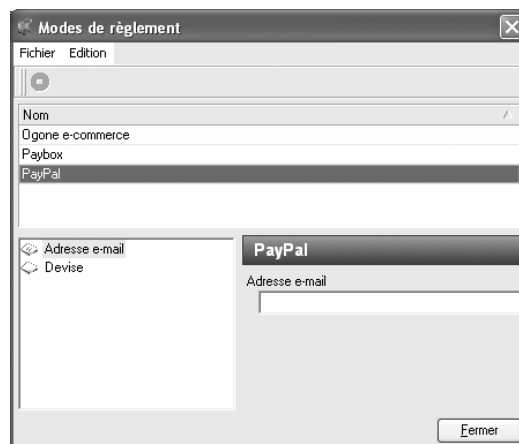 Modes de règlement
Fichier Edition
Nom
Ogone e-commerce
Paybox
PayPal
Adresse e-mail
Devise
PayPal
Adresse e-mail
Fermer